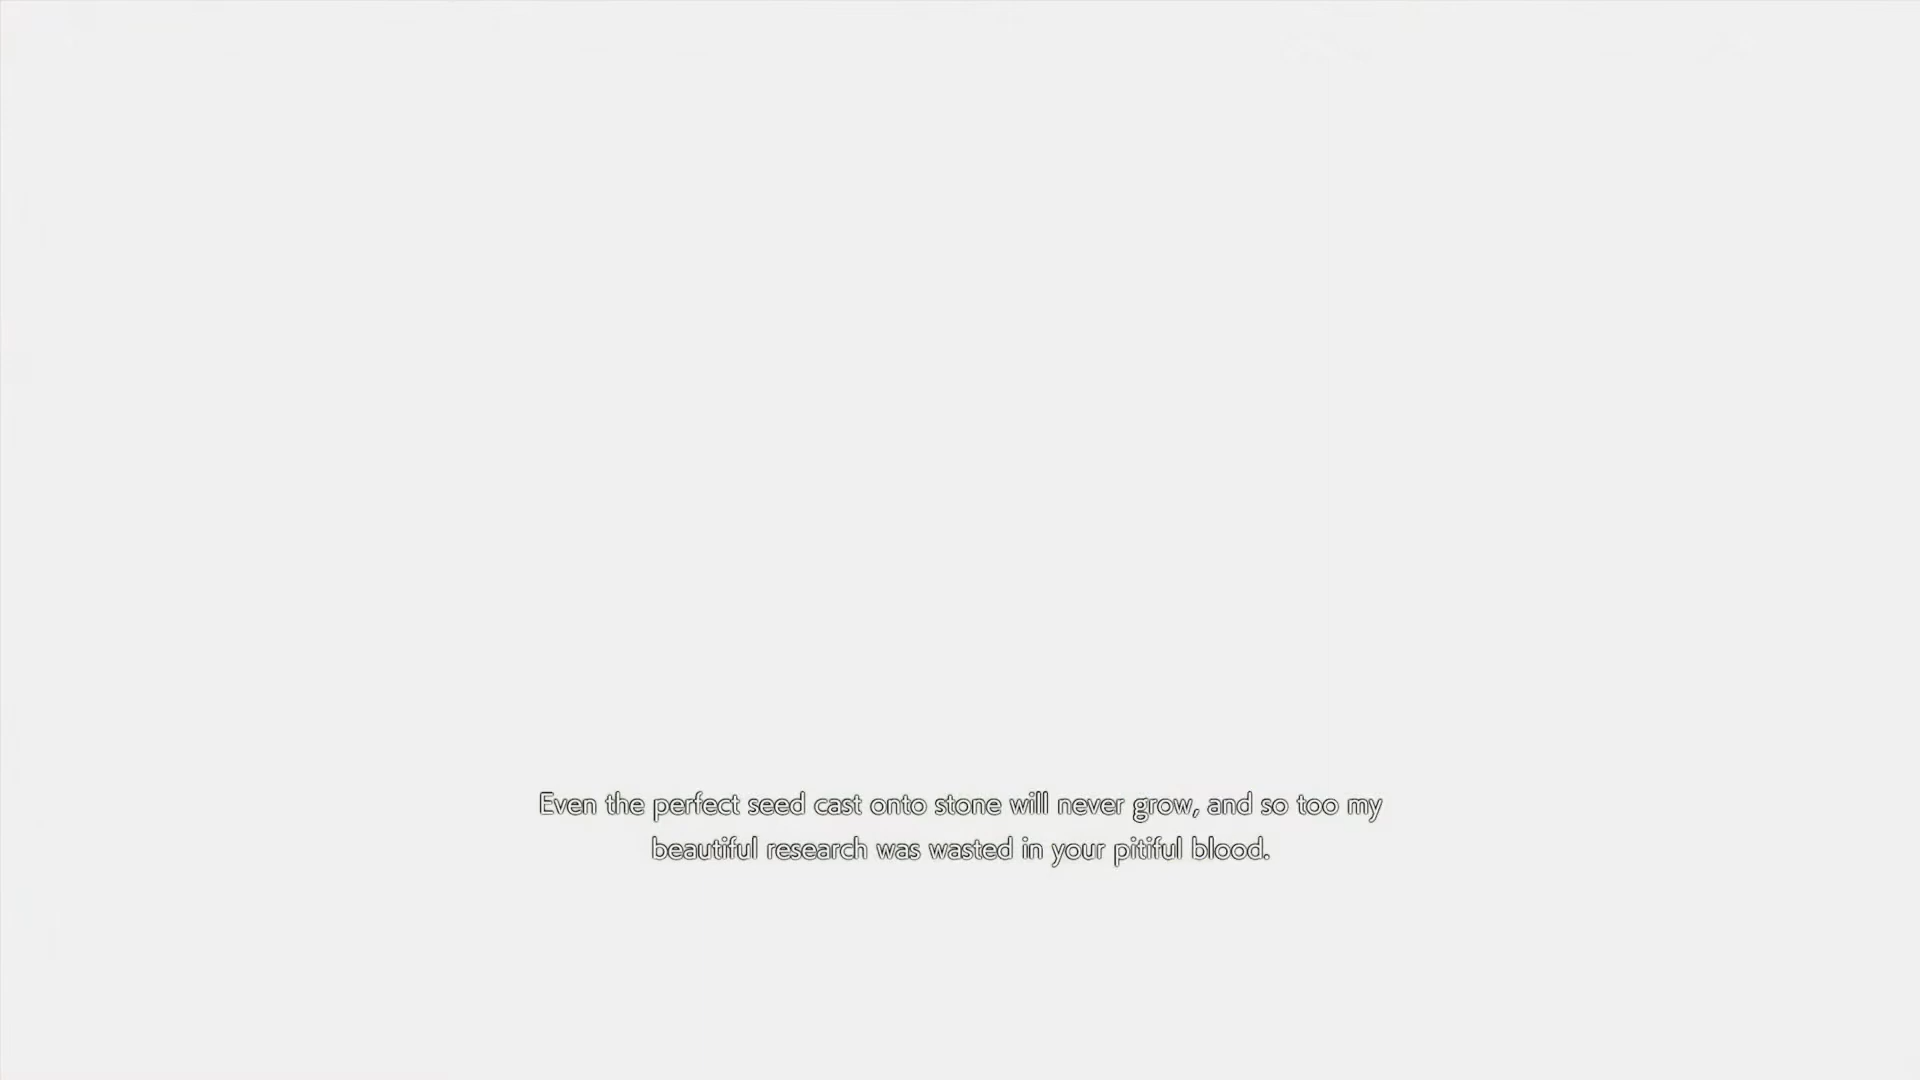 Even the perfect seed cast onto stone will never grow, and so too my
beautiful research was wasted in your pitiful blood.